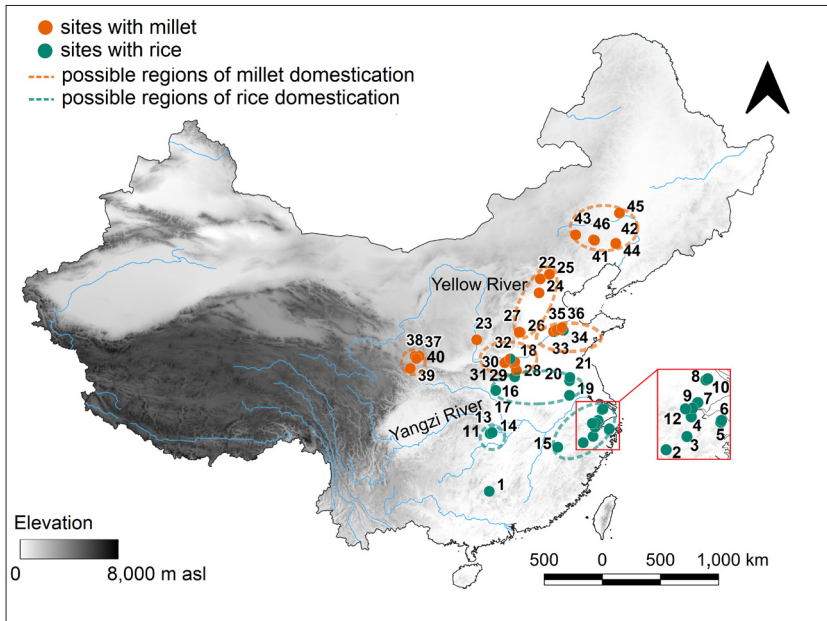 sites with millet
sites with rice
possible regions of millet domestication
possible regions of rice domestication
45
43 46 42
41 44
22 25
Yellow River 24
27 26 35 36
23 32 33 34
38 37
40
39
30 18
31 29 28 20 21
16 19
17
Yangzi River
13 14
11
15
1
8 10
9 7
12 6
4 5
3
2
Elevation
0 8,000 m asl
500 0 500 1,000 km